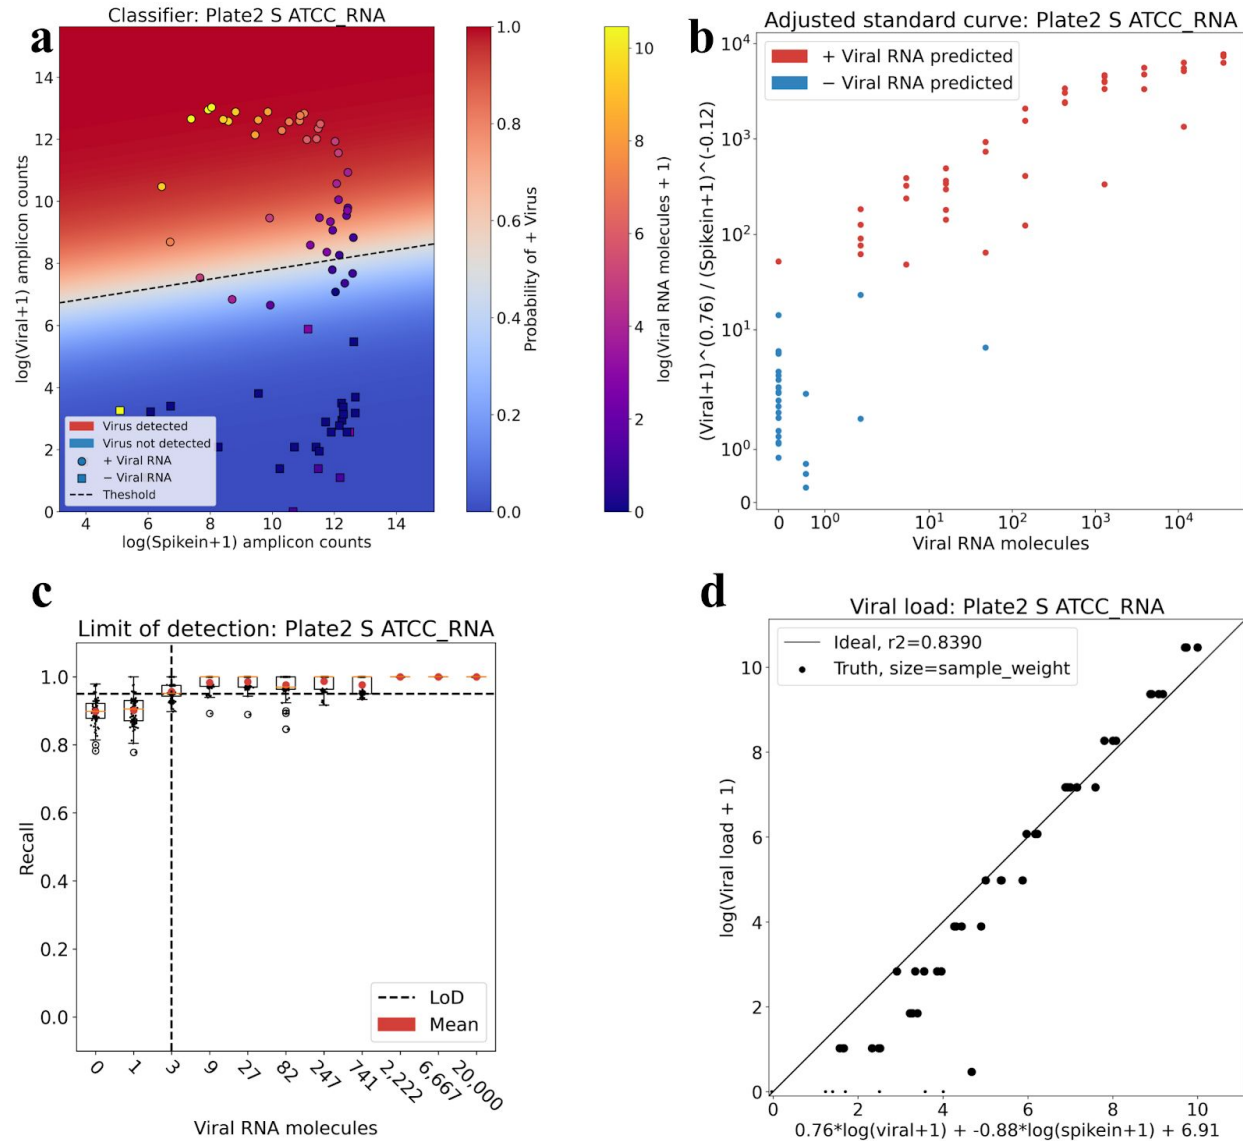 a
Classifier: Plate2 S ATCC_RNA
log(Viral+1) amplicon counts
14
12
10
8
6
4
2
0
4 6 8 10 12 14
log(Spikein+1) amplicon counts
Virus detected
Virus not detected
+ Viral RNA
− Viral RNA
Theshold
1.0
0.8
0.6
0.4
0.2
0.0
Probability of + Virus
10
8
6
4
2
0
log(Viral RNA molecules + 1)
b
Adjusted standard curve: Plate2 S ATCC_RNA
+ Viral RNA predicted
− Viral RNA predicted
(Viral+1)^(0.76) / (Spikein+1)^(-0.12)
10^4
10^3
10^2
10^1
10^0
0
0 10^0 10^1 10^2 10^3 10^4
Viral RNA molecules
c
Limit of detection: Plate2 S ATCC_RNA
Recall
1.0
0.8
0.6
0.4
0.2
0.0
LoD
Mean
0 1 3 9 27 82 247 741 2,222 6,667 20,000
Viral RNA molecules
d
Viral load: Plate2 S ATCC_RNA
Ideal, r2=0.8390
Truth, size=sample_weight
log(Viral load + 1)
10
8
6
4
2
0
0 2 4 6 8 10
0.76*log(viral+1) + -0.88*log(spikein+1) + 6.91